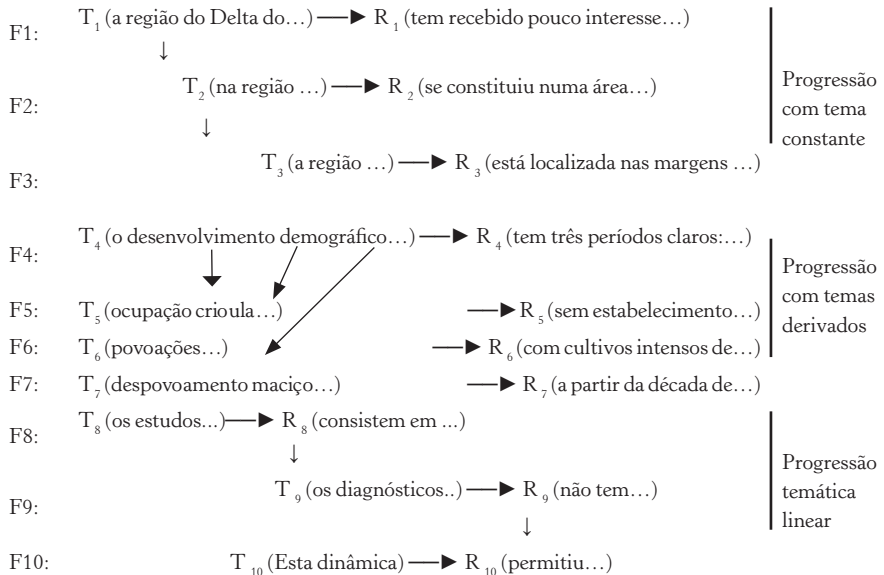 F1: T1 (a região do Delta do…) → R1 (tem recebido pouco interesse…)
↓
F2: T2 (na região …) → R2 (se constituiu numa área…)
↓
F3: T3 (a região …) → R3 (está localizada nas margens …)
Progressão
com tema
constante
F4: T4 (o desenvolvimento demográfico…) → R4 (tem três períodos claros:…)
F5: T5 (ocupação crioula…) → R5 (sem estabelecimento…)
F6: T6 (povoações…) → R6 (com cultivos intensos de…)
F7: T7 (despovoamento maciço…) → R7 (a partir da década de…)
Progressão
com temas
derivados
F8: T8 (os estudos...) → R8 (consistem em ...)
↓
F9: T9 (os diagnósticos..) → R9 (não tem…)
↓
F10: T10 (Esta dinâmica) → R10 (permitiu…)
Progressão
temática
linear